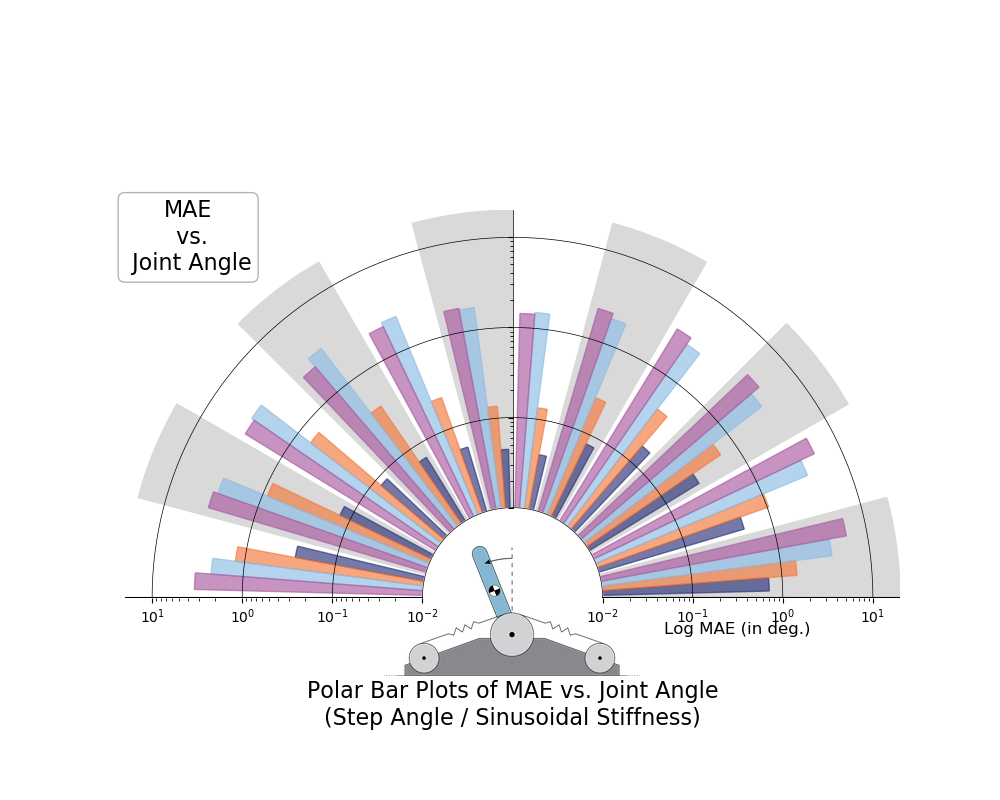 MAE
vs.
Joint Angle
10¹ 10⁰ 10⁻¹ 10⁻² 10⁻² 10⁻¹ 10⁰ 10¹
Log MAE (in deg.)
Polar Bar Plots of MAE vs. Joint Angle
(Step Angle / Sinusoidal Stiffness)